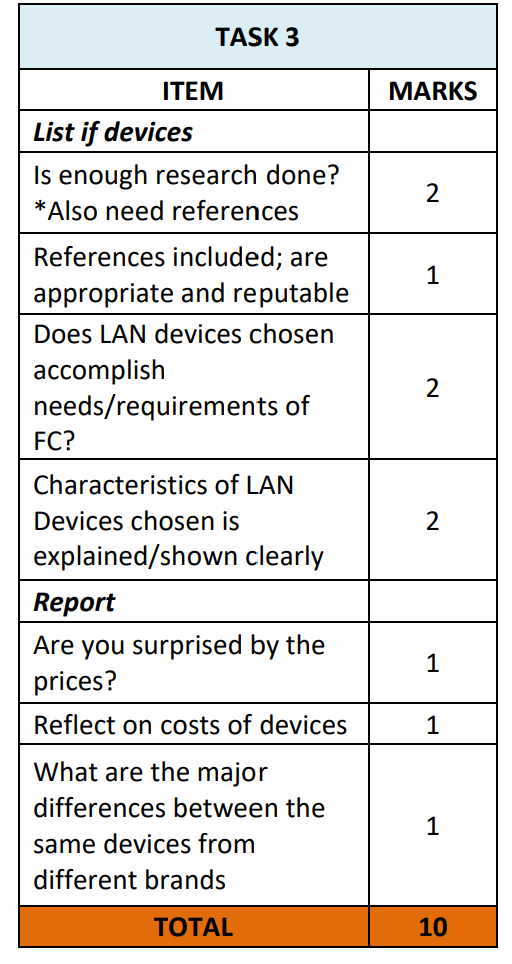 TASK 3
ITEM MARKS
List if devices
Is enough research done?
*Also need references
2
References included; are
appropriate and reputable
1
Does LAN devices chosen
accomplish
needs/requirements of
FC?
2
Characteristics of LAN
Devices chosen is
explained/shown clearly
2
Report
Are you surprised by the
prices?
1
Reflect on costs of devices 1
What are the major
differences between the
same devices from
different brands
1
TOTAL 10